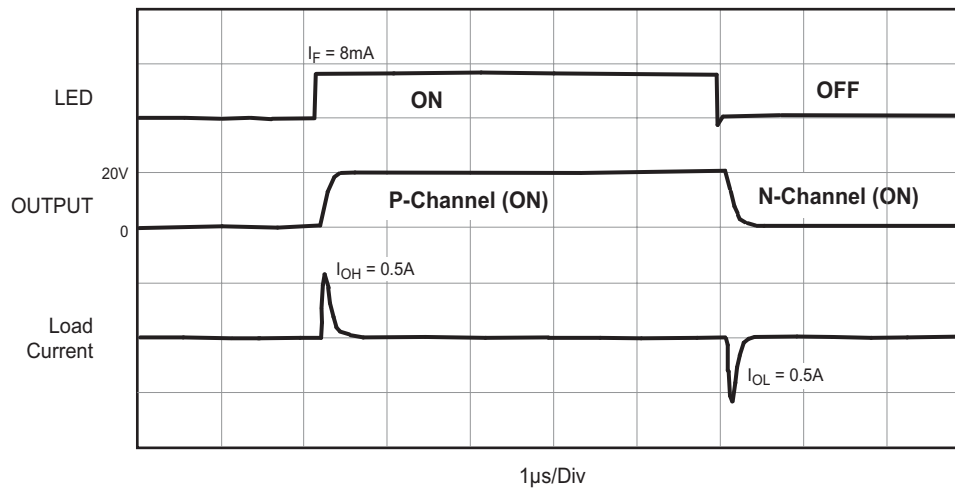 I_F = 8mA
LED
ON
OFF
20V
OUTPUT
P-Channel (ON)
N-Channel (ON)
0
I_OH = 0.5A
Load
Current
I_OL = 0.5A
1µs/Div